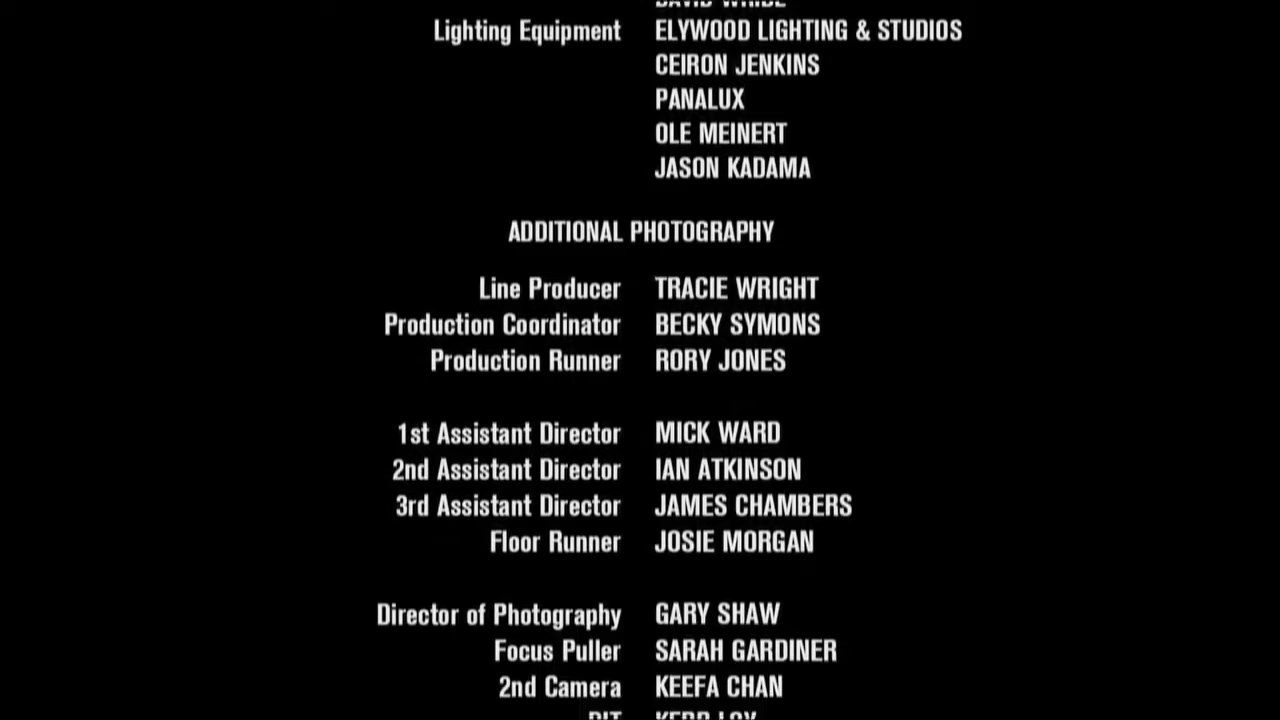 Lighting Equipment ELYWOOD LIGHTING & STUDIOS
CEIRON JENKINS
PANALUX
OLE MEINERT
JASON KADAMA
ADDITIONAL PHOTOGRAPHY
Line Producer TRACIE WRIGHT
Production Coordinator BECKY SYMONS
Production Runner RORY JONES
1st Assistant Director MICK WARD
2nd Assistant Director IAN ATKINSON
3rd Assistant Director JAMES CHAMBERS
Floor Runner JOSIE MORGAN
Director of Photography GARY SHAW
Focus Puller SARAH GARDINER
2nd Camera KEEFA CHAN